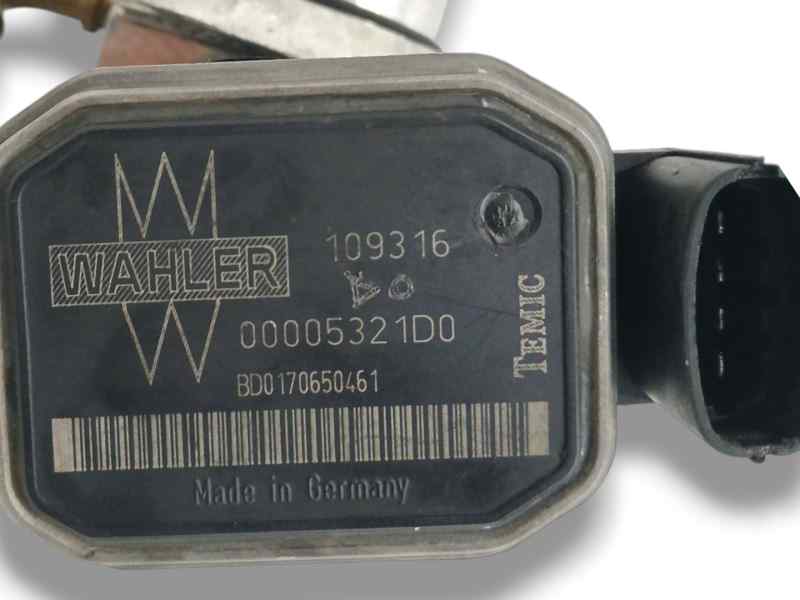 WAHLER
109316
00005321D0
TEMIC
BD0170650461
Made in Germany